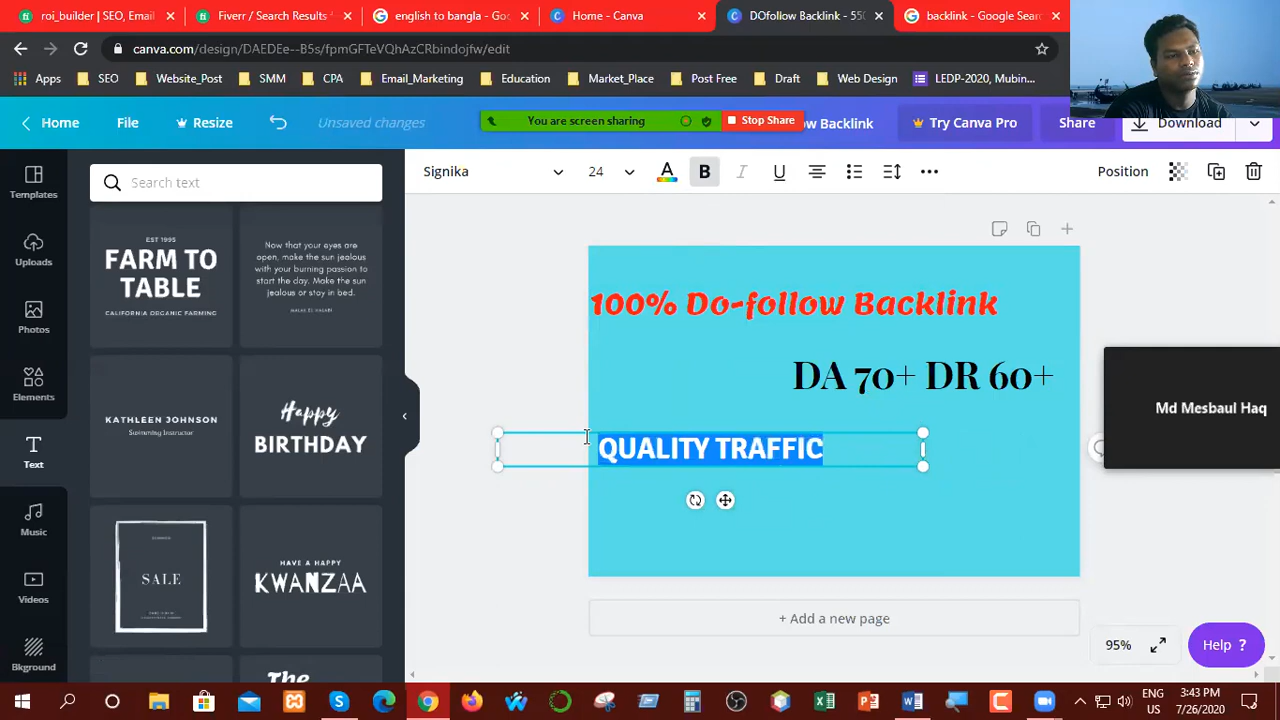 roi_builder | SEO, Email
Fiverr / Search Results
english to bangla - Go
Home - Canva
DOfollow Backlink - 550
backlink - Google Sear
canva.com/design/DAEDEe--B5s/fpmGFTeVQhAzCRbindojfw/edit
Apps SEO Website_Post SMM CPA Email_Marketing Education Market_Place Post Free Draft Web Design LEDP-2020, Mubin...
Home File Resize Unsaved changes
You are screen sharing Stop Share
ow Backlink Try Canva Pro Share Download
Templates
Uploads
Photos
Elements
Text
Music
Videos
Bkground
Search text
EST 1995
FARM TO
TABLE
CALIFORNIA ORGANIC FARMING
Now that your eyes are
open, make the sun jealous
with your burning passion to
start the day. Make the sun
jealous or stay in bed.
MALAK EL HALABI
KATHLEEN JOHNSON
Swimming Instructor
Happy
BIRTHDAY
SALE
HAVE A HAPPY
KWANZAA
The
Signika 24 A B I U Position
100% Do-follow Backlink
DA 70+ DR 60+
QUALITY TRAFFIC
Md Mesbaul Haq
+ Add a new page
95% Help ?
ENG
US
3:43 PM
7/26/2020